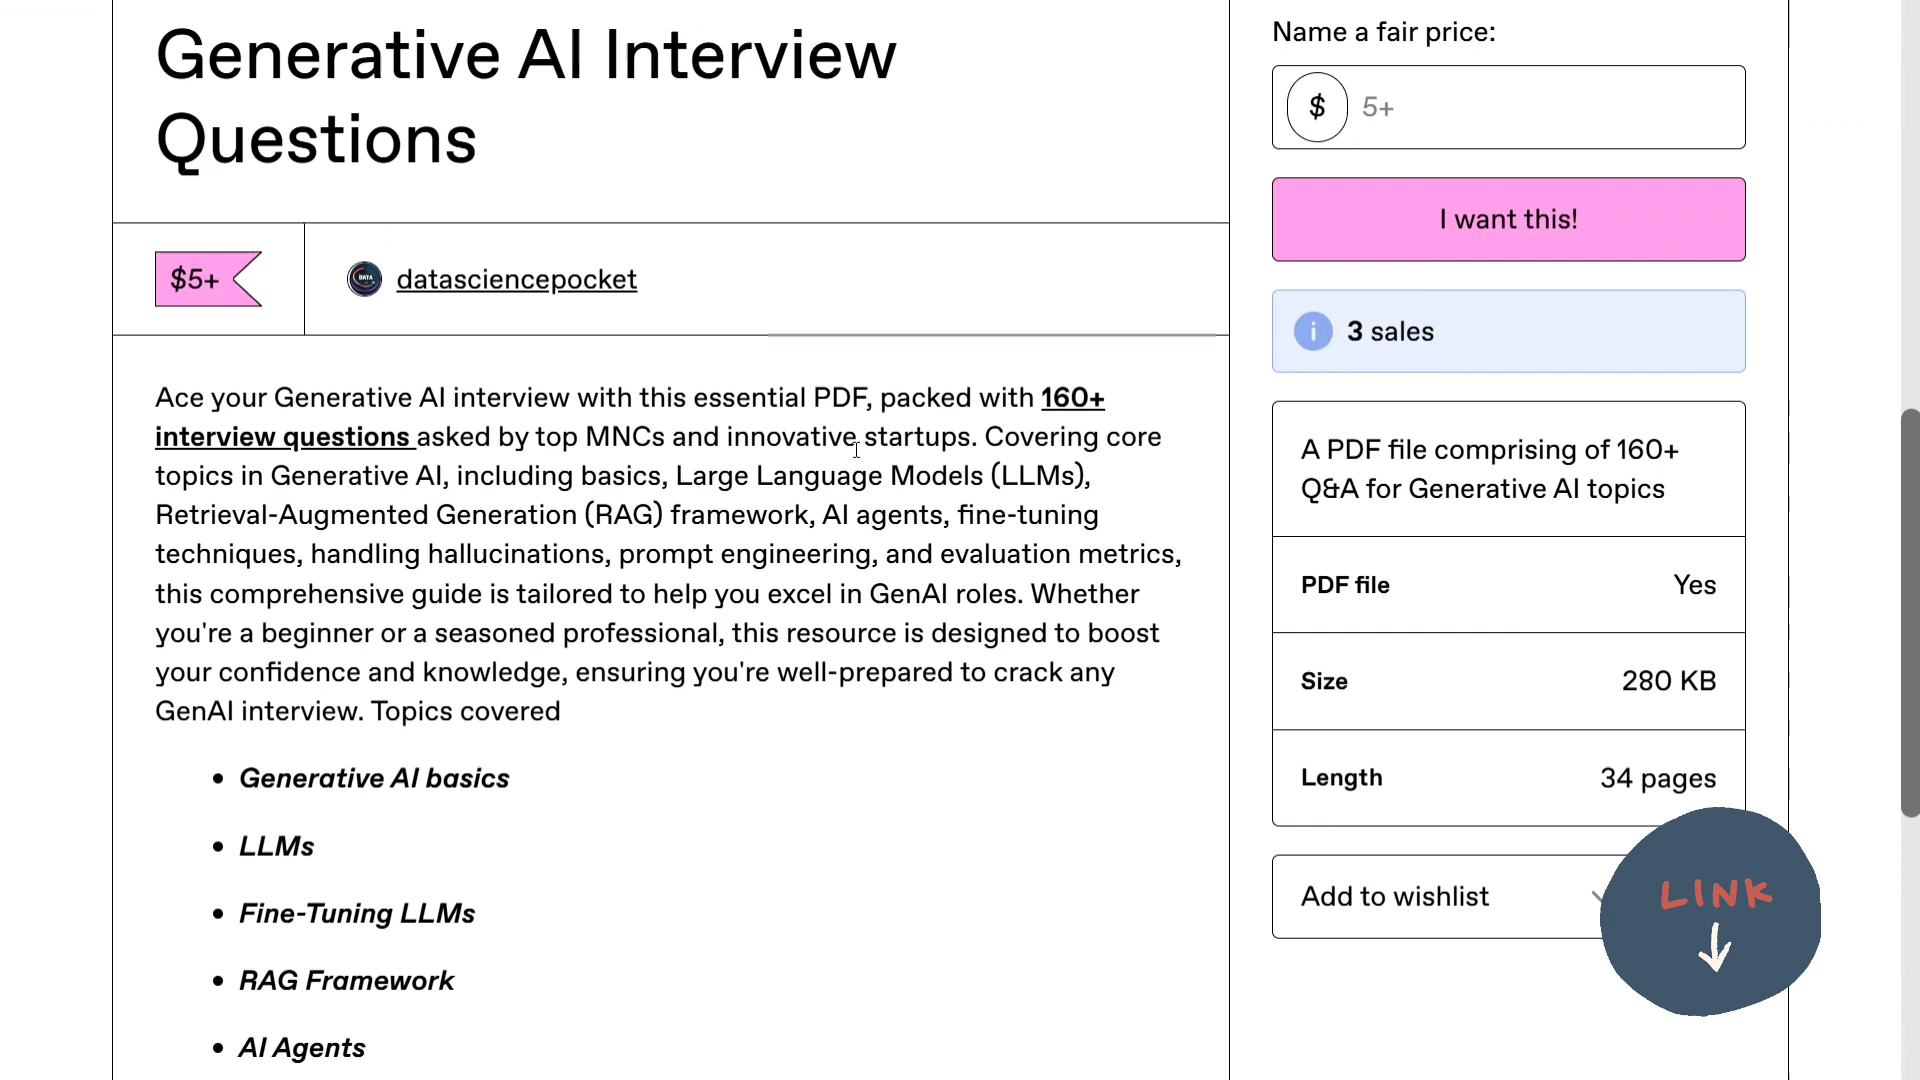 Generative AI Interview
Questions
$5+
datasciencepocket
Ace your Generative AI interview with this essential PDF, packed with 160+
interview questions asked by top MNCs and innovative startups. Covering core
topics in Generative AI, including basics, Large Language Models (LLMs),
Retrieval-Augmented Generation (RAG) framework, AI agents, fine-tuning
techniques, handling hallucinations, prompt engineering, and evaluation metrics,
this comprehensive guide is tailored to help you excel in GenAI roles. Whether
you're a beginner or a seasoned professional, this resource is designed to boost
your confidence and knowledge, ensuring you're well-prepared to crack any
GenAI interview. Topics covered
• Generative AI basics
• LLMs
• Fine-Tuning LLMs
• RAG Framework
• AI Agents
Name a fair price:
$ 5+
I want this!
i 3 sales
A PDF file comprising of 160+
Q&A for Generative AI topics
PDF file Yes
Size 280 KB
Length 34 pages
Add to wishlist
LINK